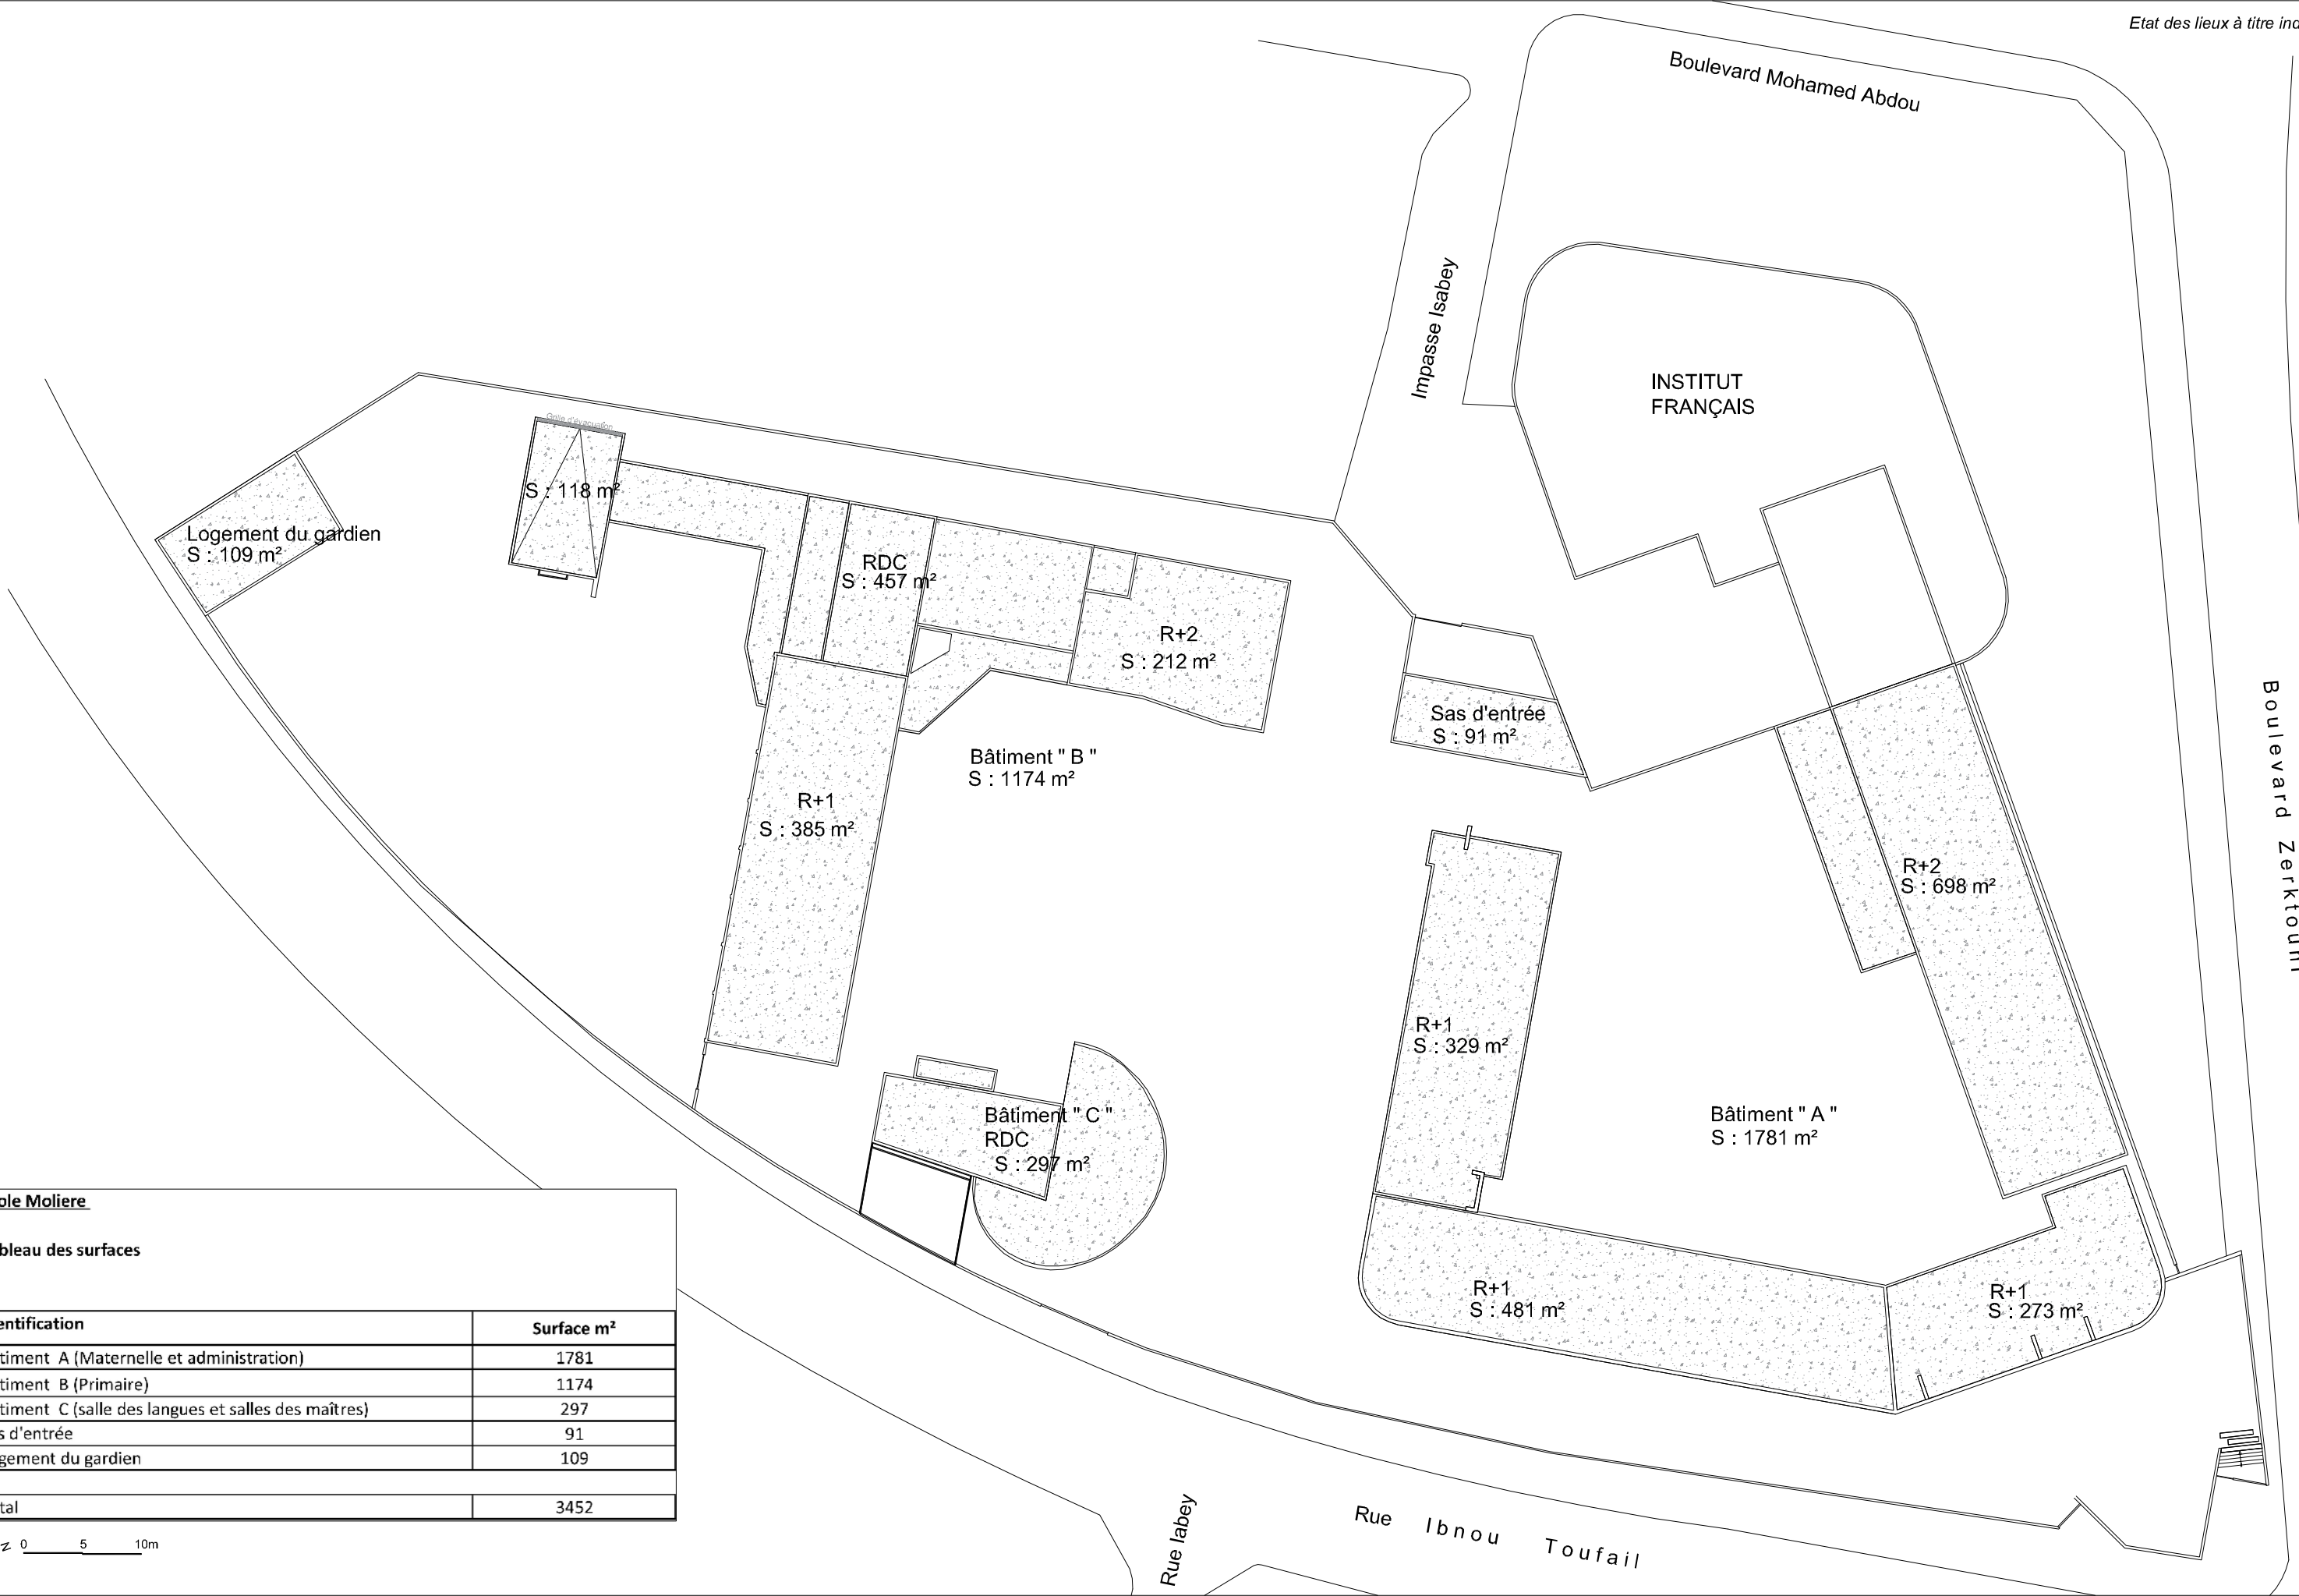 Etat des lieux à titre ind
Boulevard Mohamed Abdou
Impasse Isabey
INSTITUT
FRANÇAIS
Grille d'évacuation
S : 118 m²
Logement du gardien
S : 109 m²
RDC
S : 457 m²
R+2
S : 212 m²
Sas d'entrée
S : 91 m²
Bâtiment " B "
S : 1174 m²
R+1
S : 385 m²
R+2
S : 698 m²
Boulevard Zerktouni
R+1
S : 329 m²
Bâtiment " C "
RDC
S : 297 m²
Bâtiment " A "
S : 1781 m²
R+1
S : 481 m²
R+1
S : 273 m²
ole Moliere
bleau des surfaces
entification Surface m²
timent A (Maternelle et administration) 1781
timent B (Primaire) 1174
timent C (salle des langues et salles des maîtres) 297
s d'entrée 91
gement du gardien 109
tal 3452
N 0 5 10m
Rue Iabey
Rue Ibnou Toufail